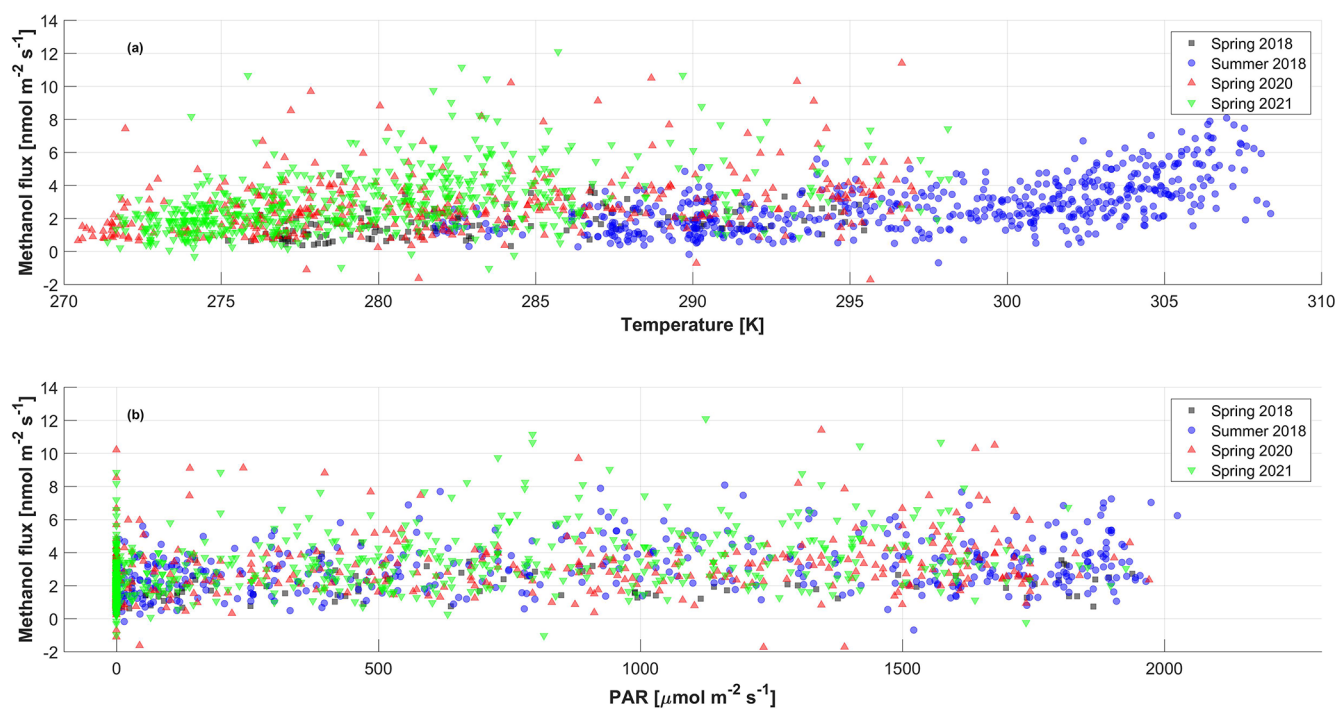 14
12
10
8
6
4
2
0
-2
Methanol flux [nmol m-2 s-1]
(a)
Spring 2018
Summer 2018
Spring 2020
Spring 2021
270 275 280 285 290 295 300 305 310
Temperature [K]
14
12
10
8
6
4
2
0
-2
Methanol flux [nmol m-2 s-1]
(b)
Spring 2018
Summer 2018
Spring 2020
Spring 2021
0 500 1000 1500 2000
PAR [μmol m-2 s-1]